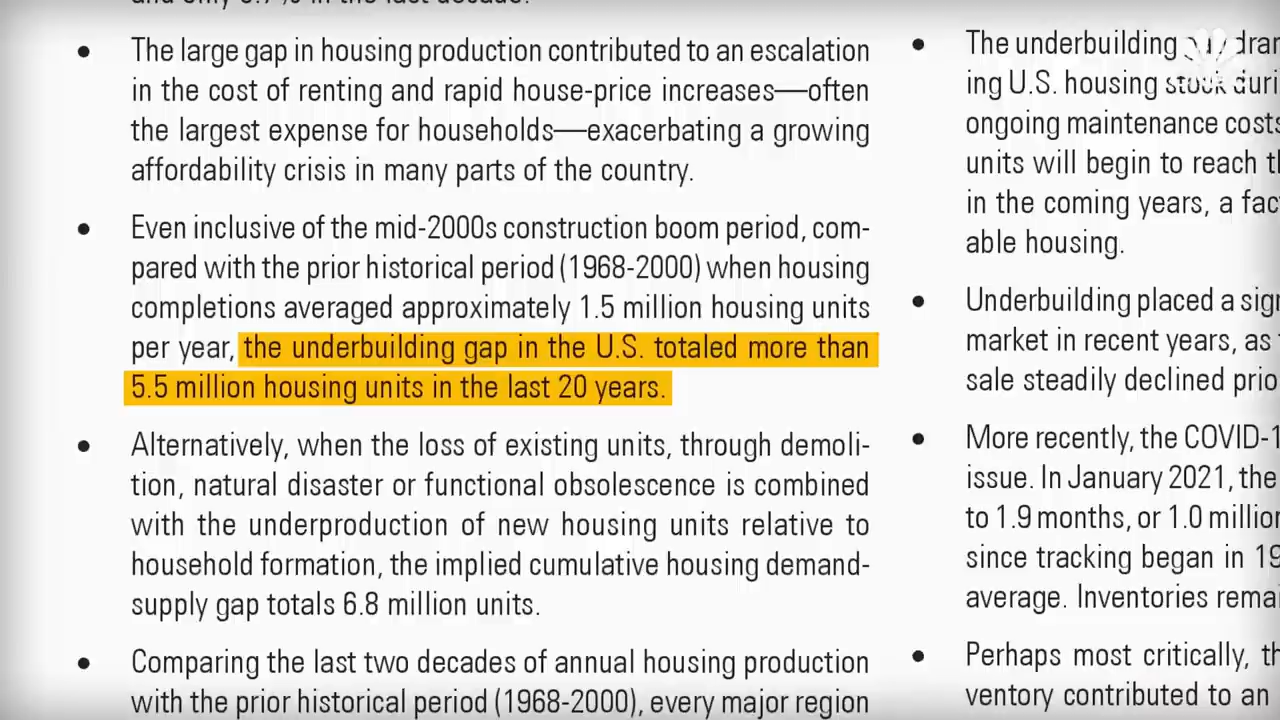 The large gap in housing production contributed to an escalation
in the cost of renting and rapid house-price increases—often
the largest expense for households—exacerbating a growing
affordability crisis in many parts of the country.
Even inclusive of the mid-2000s construction boom period, com-
pared with the prior historical period (1968-2000) when housing
completions averaged approximately 1.5 million housing units
per year, the underbuilding gap in the U.S. totaled more than
5.5 million housing units in the last 20 years.
Alternatively, when the loss of existing units, through demoli-
tion, natural disaster or functional obsolescence is combined
with the underproduction of new housing units relative to
household formation, the implied cumulative housing demand-
supply gap totals 6.8 million units.
Comparing the last two decades of annual housing production
with the prior historical period (1968-2000), every major region
The underbuilding
ing U.S. housing stock duri
ongoing maintenance costs
units will begin to reach
in the coming years, a fac
able housing.
Underbuilding placed a sig
market in recent years, as
sale steadily declined prio
More recently, the COVID-1
issue. In January 2021, the
to 1.9 months, or 1.0 million
since tracking began in 19
average. Inventories remai
Perhaps most critically, th
ventory contributed to an